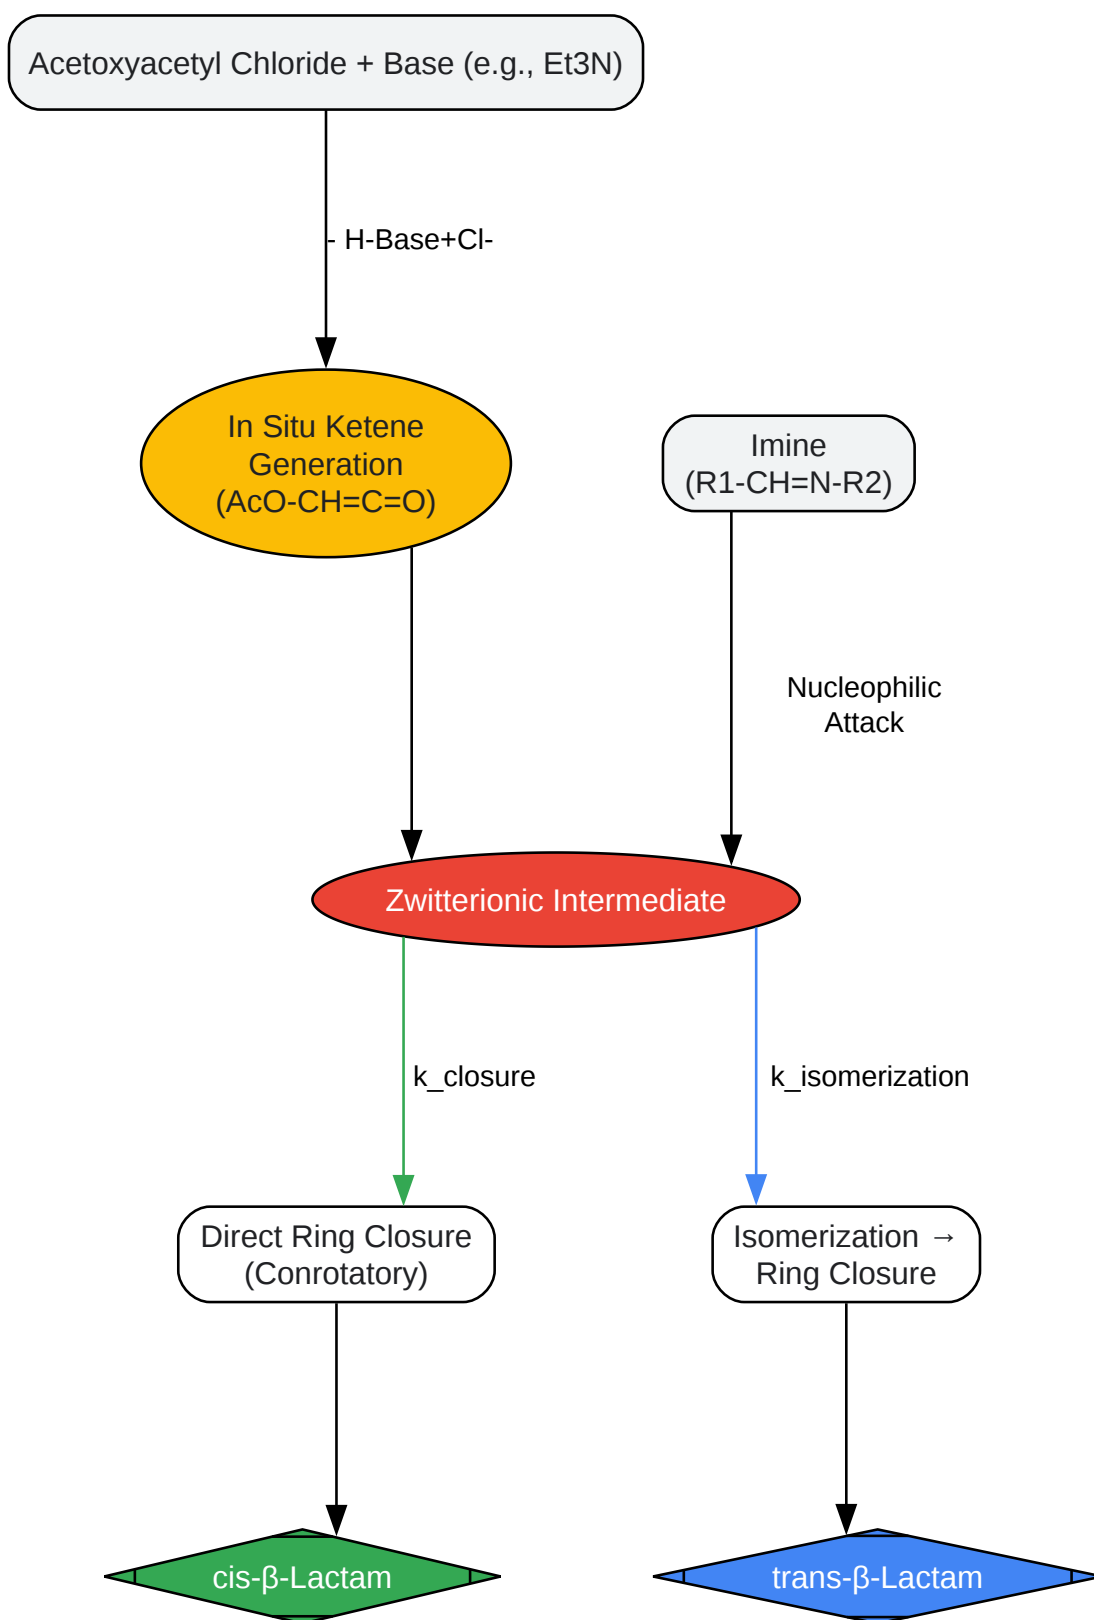 Acetoxyacetyl Chloride + Base (e.g., Et3N)
- H-Base+Cl-
In Situ Ketene
Generation
(AcO-CH=C=O)
Imine
(R1-CH=N-R2)
Nucleophilic
Attack
Zwitterionic Intermediate
k_closure
k_isomerization
Direct Ring Closure
(Conrotatory)
Isomerization →
Ring Closure
cis-β-Lactam
trans-β-Lactam